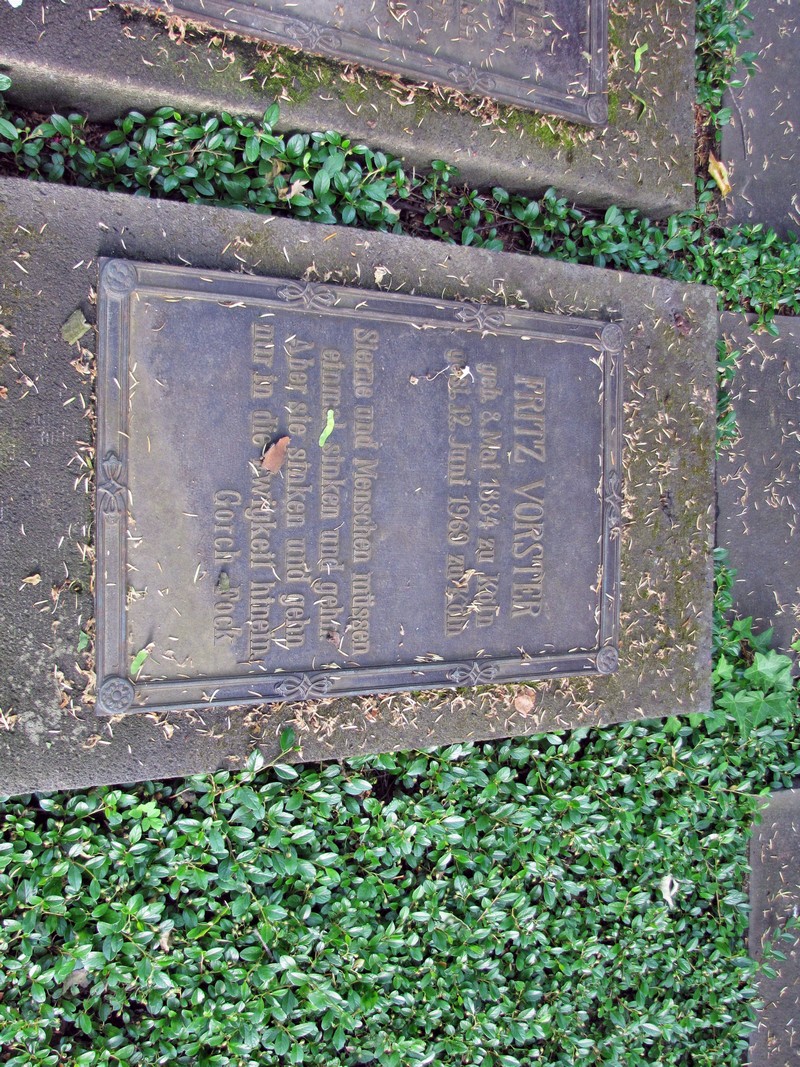 FRITZ VORSTER
geb. 8. Mai 1884 zu Köln
gest. 12. Juni 1960 zu Köln
Sterne und Menschen müssen
einmal sinken und gehn
Aber sie sinken und gehn
nur in die Ewigkeit hinein
Gorch Fock